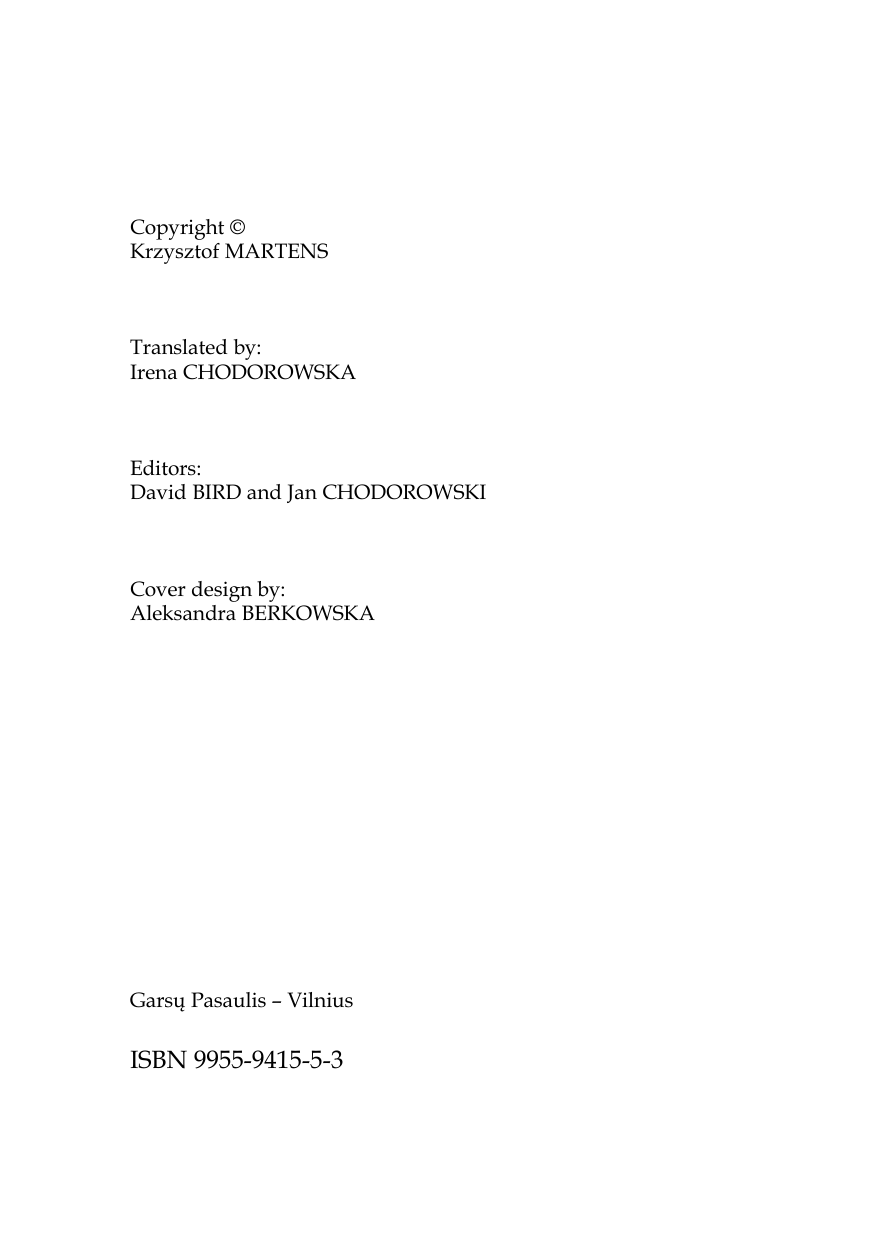 Copyright ©
Krzysztof MARTENS
Translated by:
Irena CHODOROWSKA
Editors:
David BIRD and Jan CHODOROWSKI
Cover design by:
Aleksandra BERKOWSKA
Garsų Pasaulis – Vilnius
ISBN 9955-9415-5-3